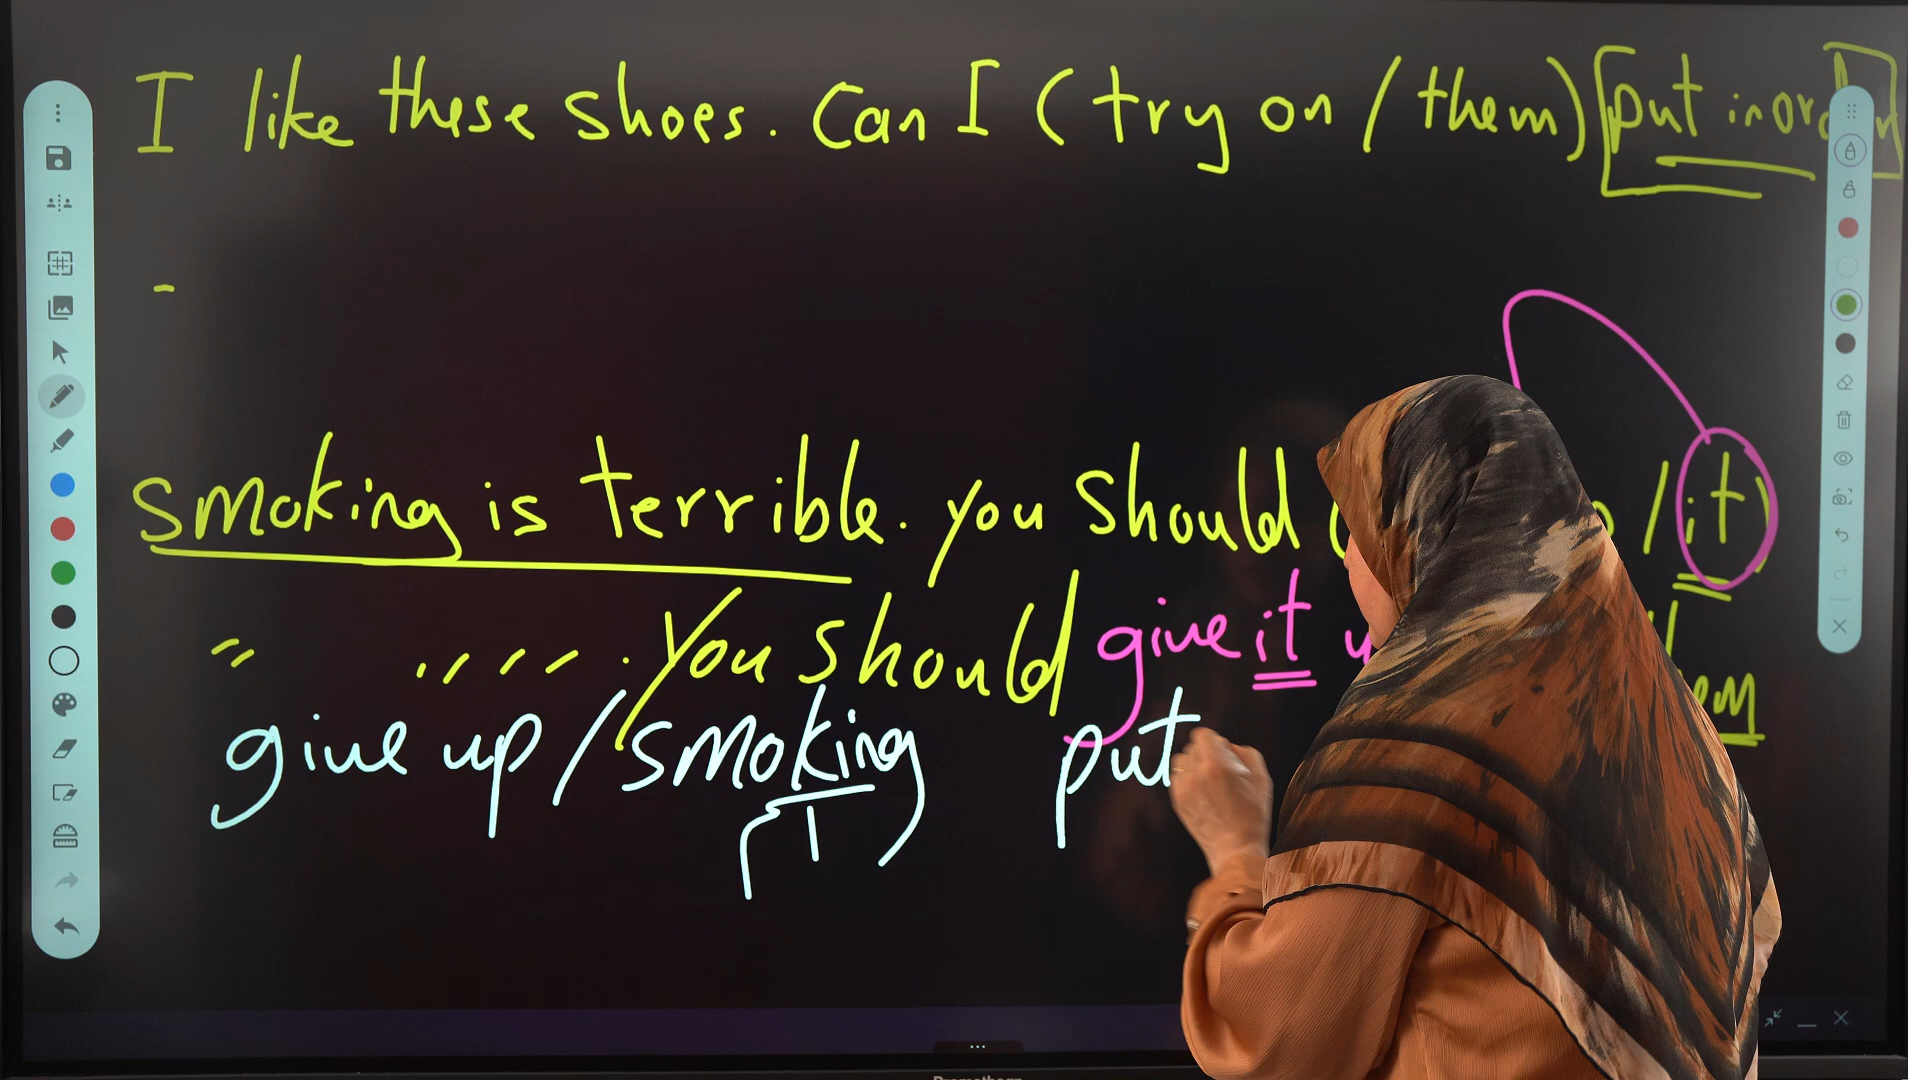 I like these shoes. Can I (try on / them) [put in
-
smoking is terrible. you should / it)
" , , , , . You should give it
em
give up / smoking put